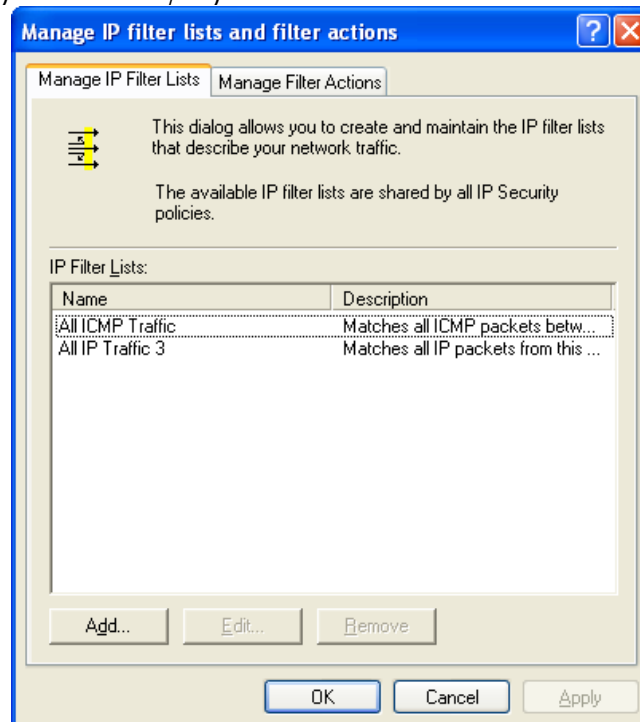 Manage IP filter lists and filter actions
Manage IP Filter Lists Manage Filter Actions
This dialog allows you to create and maintain the IP filter lists
that describe your network traffic.
The available IP filter lists are shared by all IP Security
policies.
IP Filter Lists:
Name Description
All ICMP Traffic Matches all ICMP packets betw...
All IP Traffic 3 Matches all IP packets from this ...
Add... Edit... Remove
OK Cancel Apply